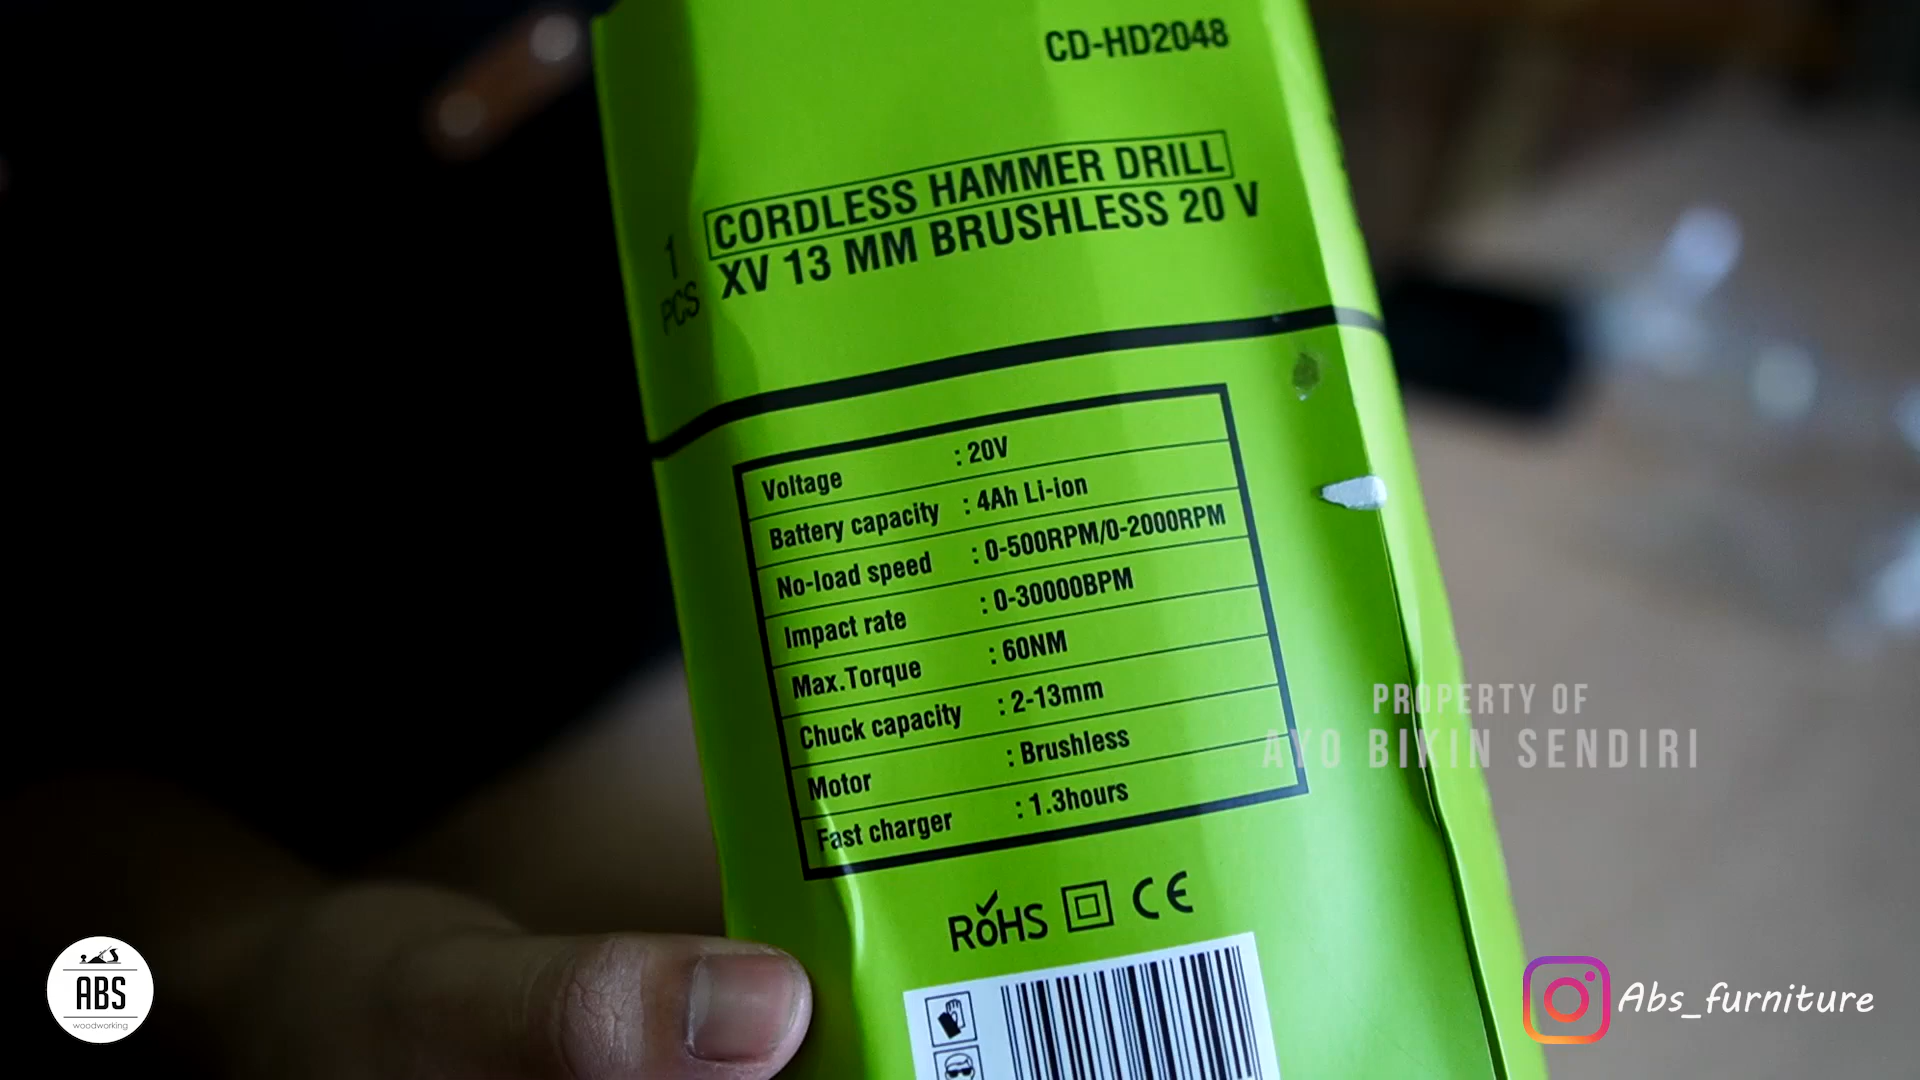 CD-HD2048
1
PCS
CORDLESS HAMMER DRILL
XV 13 MM BRUSHLESS 20 V
Voltage : 20V
Battery capacity : 4Ah Li-ion
No-load speed : 0-500RPM/0-2000RPM
Impact rate : 0-30000BPM
Max.Torque : 60NM
Chuck capacity : 2-13mm
Motor : Brushless
Fast charger : 1.3hours
RoHS CE
PROPERTY OF
AYO BIKIN SENDIRI
ABS
woodworking
Abs_furniture